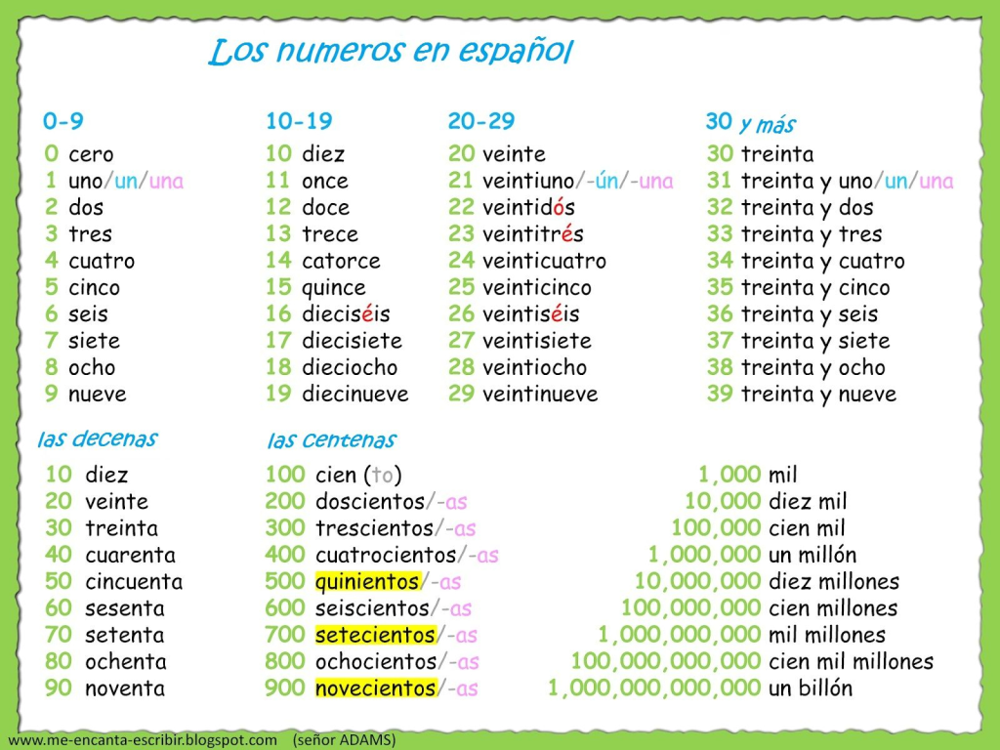 Los numeros en español
0-9
0 cero
1 uno/un/una
2 dos
3 tres
4 cuatro
5 cinco
6 seis
7 siete
8 ocho
9 nueve
10-19
10 diez
11 once
12 doce
13 trece
14 catorce
15 quince
16 dieciséis
17 diecisiete
18 dieciocho
19 diecinueve
20-29
20 veinte
21 veintiuno/-ún/-una
22 veintidós
23 veintitrés
24 veinticuatro
25 veinticinco
26 veintiséis
27 veintisiete
28 veintiocho
29 veintinueve
30 y más
30 treinta
31 treinta y uno/un/una
32 treinta y dos
33 treinta y tres
34 treinta y cuatro
35 treinta y cinco
36 treinta y seis
37 treinta y siete
38 treinta y ocho
39 treinta y nueve
las decenas
10 diez
20 veinte
30 treinta
40 cuarenta
50 cincuenta
60 sesenta
70 setenta
80 ochenta
90 noventa
las centenas
100 cien (to)
200 doscientos/-as
300 trescientos/-as
400 cuatrocientos/-as
500 quinientos/-as
600 seiscientos/-as
700 setecientos/-as
800 ochocientos/-as
900 novecientos/-as
1,000 mil
10,000 diez mil
100,000 cien mil
1,000,000 un millón
10,000,000 diez millones
100,000,000 cien millones
1,000,000,000 mil millones
100,000,000,000 cien mil millones
1,000,000,000,000 un billón
www.me-encanta-escribir.blogspot.com (señor ADAMS)